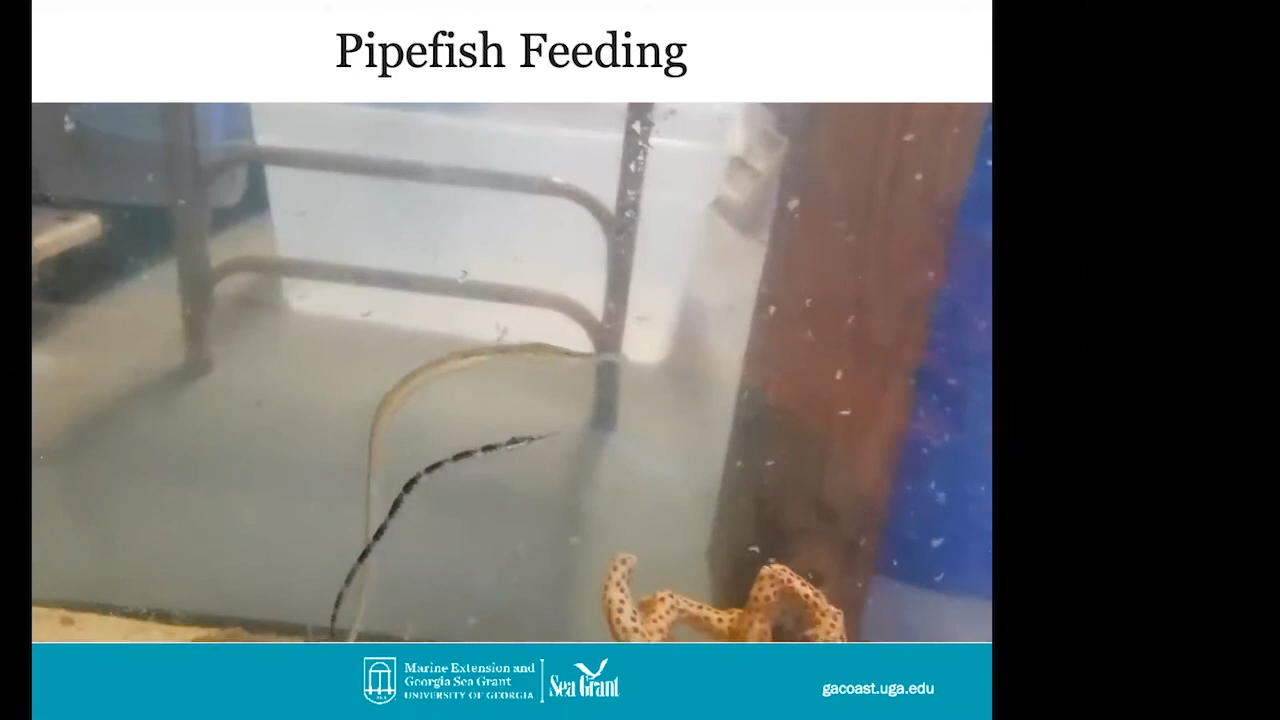 Pipefish Feeding
Marine Extension and
Georgia Sea Grant
UNIVERSITY OF GEORGIA
Sea Grant
gacoast.uga.edu